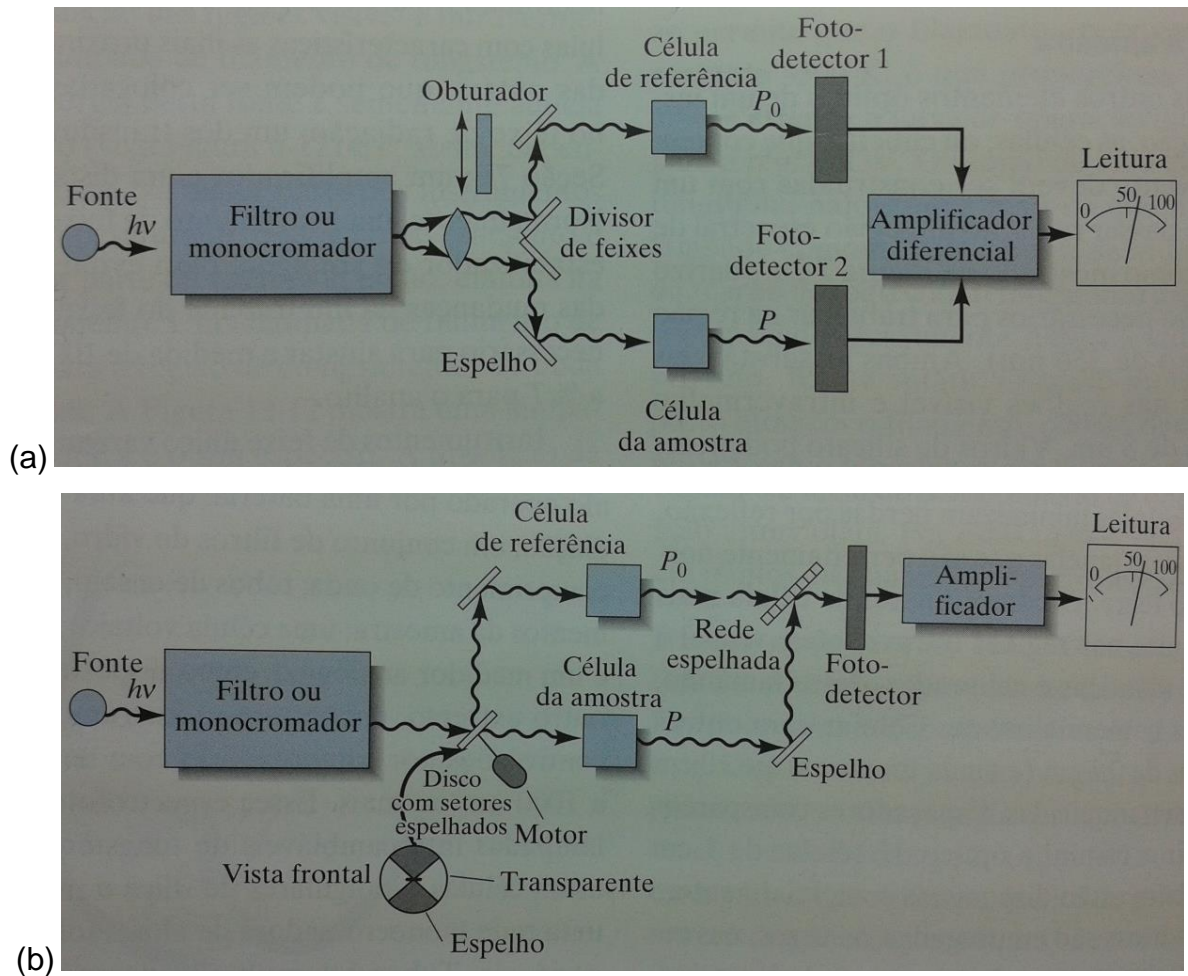 (a)
Fonte
hν
Filtro ou
monocromador
Obturador
Célula
de referência
P0
Foto-
detector 1
Divisor
de feixes
Foto-
detector 2
Espelho
P
Célula
da amostra
Amplificador
diferencial
Leitura
0
50
100
(b)
Fonte
hν
Filtro ou
monocromador
Célula
de referência
P0
Rede
espelhada
Foto-
detector
Célula
da amostra
P
Espelho
Ampli-
ficador
Leitura
0
50
100
Disco
com setores
espelhados
Motor
Vista frontal
Transparente
Espelho